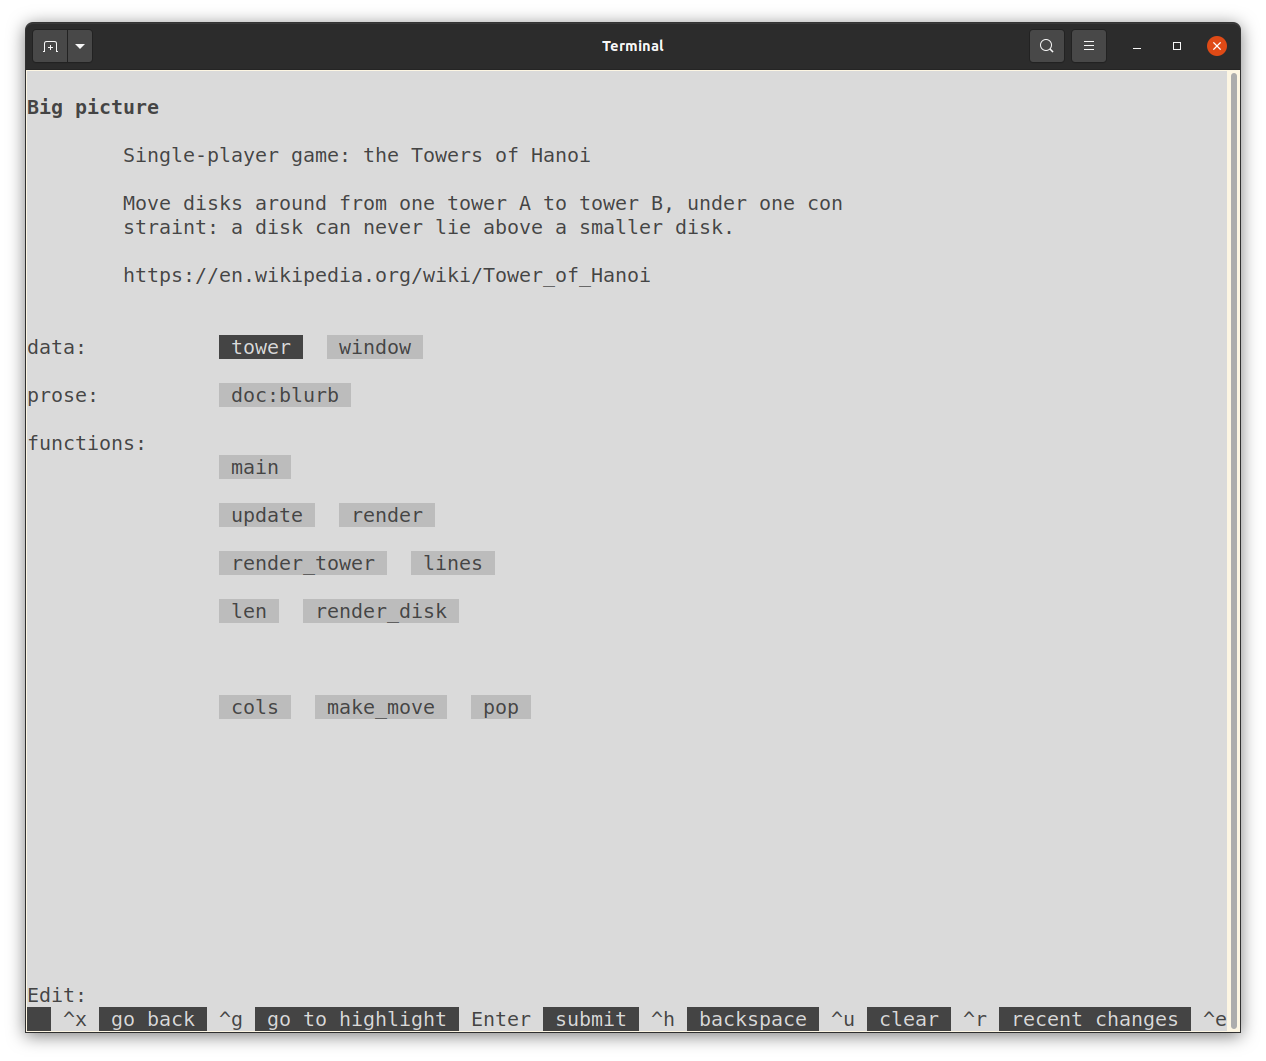 Terminal
Big picture
Single-player game: the Towers of Hanoi
Move disks around from one tower A to tower B, under one con
straint: a disk can never lie above a smaller disk.
https://en.wikipedia.org/wiki/Tower_of_Hanoi
data: tower window
prose: doc:blurb
functions:
main
update render
render_tower lines
len render_disk
cols make_move pop
Edit:
^x go back ^g go to highlight Enter submit ^h backspace ^u clear ^r recent changes ^e